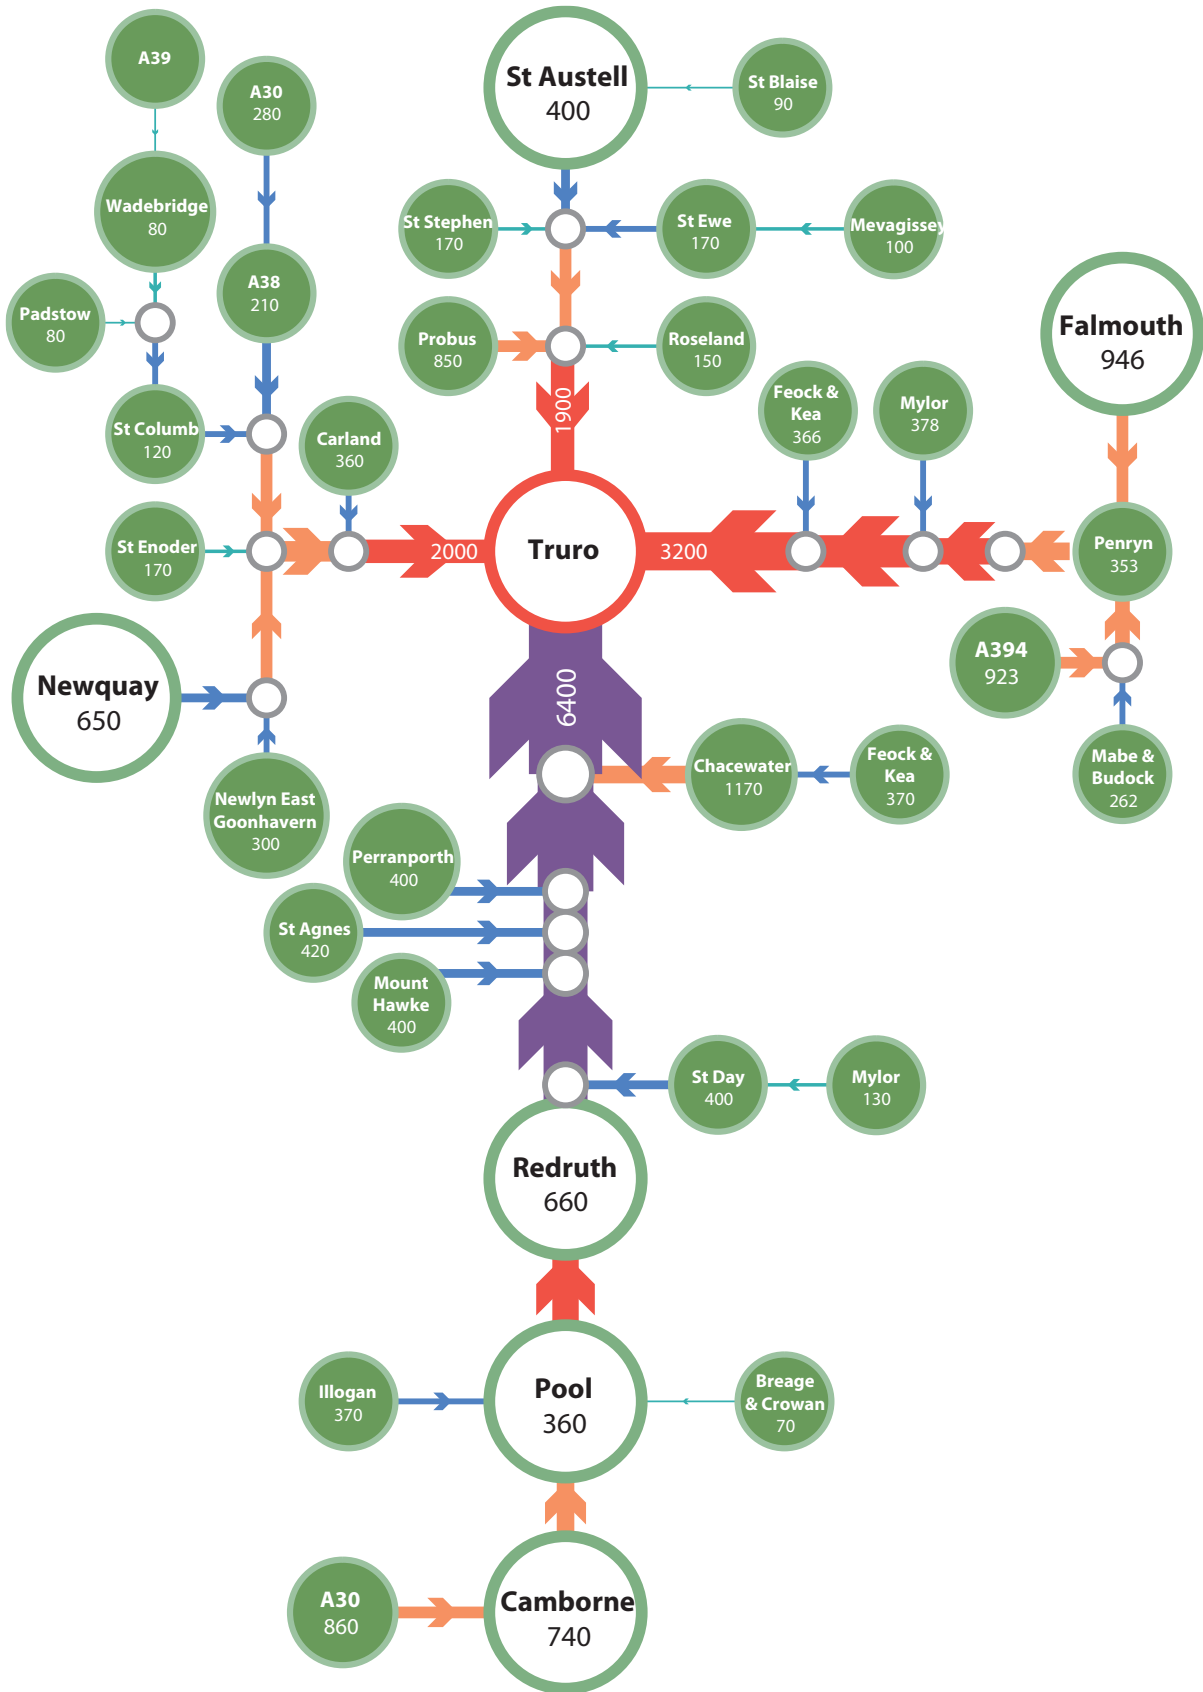 A39
A30
280
St Austell
400
St Blaise
90
Wadebridge
80
St Stephen
170
St Ewe
170
Mevagissey
100
A38
210
Padstow
80
Falmouth
946
Probus
850
Roseland
150
1900
Feock &
Kea
366
Mylor
378
St Columb
120
Carland
360
St Enoder
170
2000
Truro
3200
Penryn
353
A394
923
Newquay
650
6400
Newlyn East
Goonhavern
300
Chacewater
1170
Feock &
Kea
370
Mabe &
Budock
262
Perranporth
400
St Agnes
420
Mount
Hawke
400
St Day
400
Mylor
130
Redruth
660
Illogan
370
Pool
360
Breage
& Crowan
70
A30
860
Camborne
740